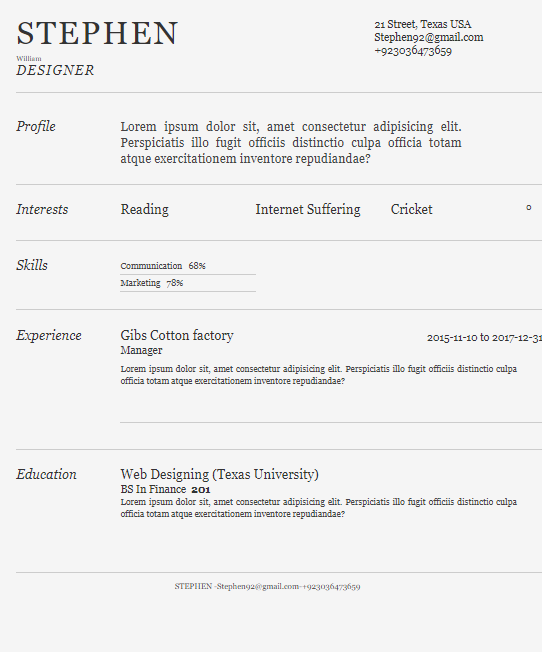 STEPHEN
William
DESIGNER
21 Street, Texas USA
Stephen92@gmail.com
+923036473659
Profile
Lorem ipsum dolor sit, amet consectetur adipisicing elit.
Perspiciatis illo fugit officiis distinctio culpa officia totam
atque exercitationem inventore repudiandae?
Interests
Reading Internet Suffering Cricket o
Skills
Communication 68%
Marketing 78%
Experience
Gibs Cotton factory 2015-11-10 to 2017-12-31
Manager
Lorem ipsum dolor sit, amet consectetur adipisicing elit. Perspiciatis illo fugit officiis distinctio culpa
officia totam atque exercitationem inventore repudiandae?
Education
Web Designing (Texas University)
BS In Finance 201
Lorem ipsum dolor sit, amet consectetur adipisicing elit. Perspiciatis illo fugit officiis distinctio culpa
officia totam atque exercitationem inventore repudiandae?
STEPHEN -Stephen92@gmail.com-+923036473659